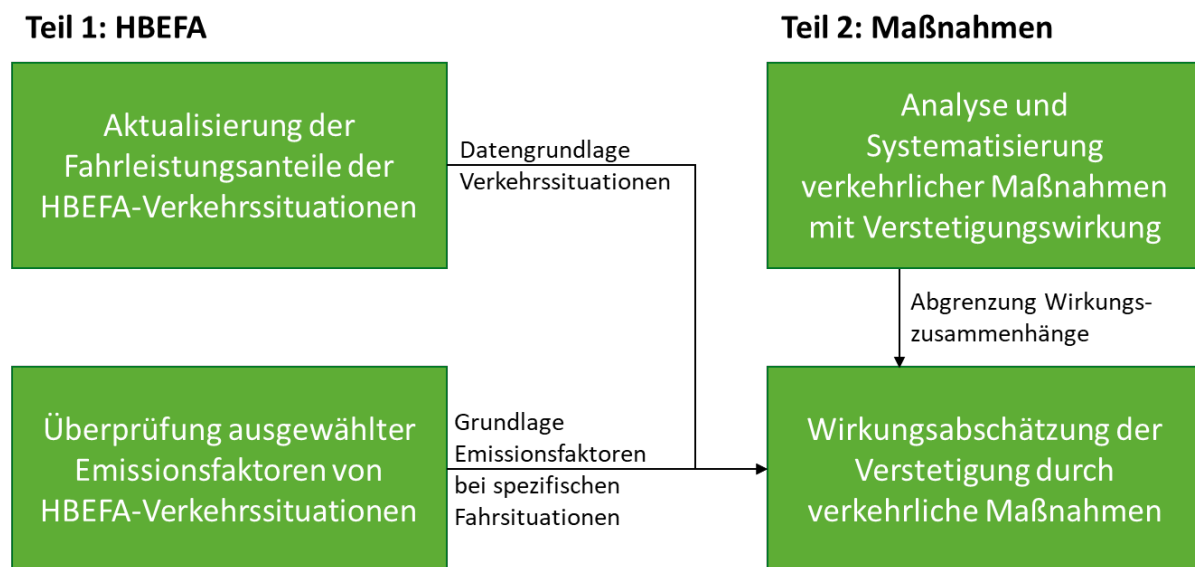 Teil 1: HBEFA
Aktualisierung der
Fahrleistungsanteile der
HBEFA-Verkehrssituationen
Datengrundlage
Verkehrssituationen
Überprüfung ausgewählter
Emissionsfaktoren von
HBEFA-Verkehrssituationen
Grundlage
Emissionsfaktoren
bei spezifischen
Fahrsituationen
Teil 2: Maßnahmen
Analyse und
Systematisierung
verkehrlicher Maßnahmen
mit Verstetigungswirkung
Abgrenzung Wirkungs-
zusammenhänge
Wirkungsabschätzung der
Verstetigung durch
verkehrliche Maßnahmen